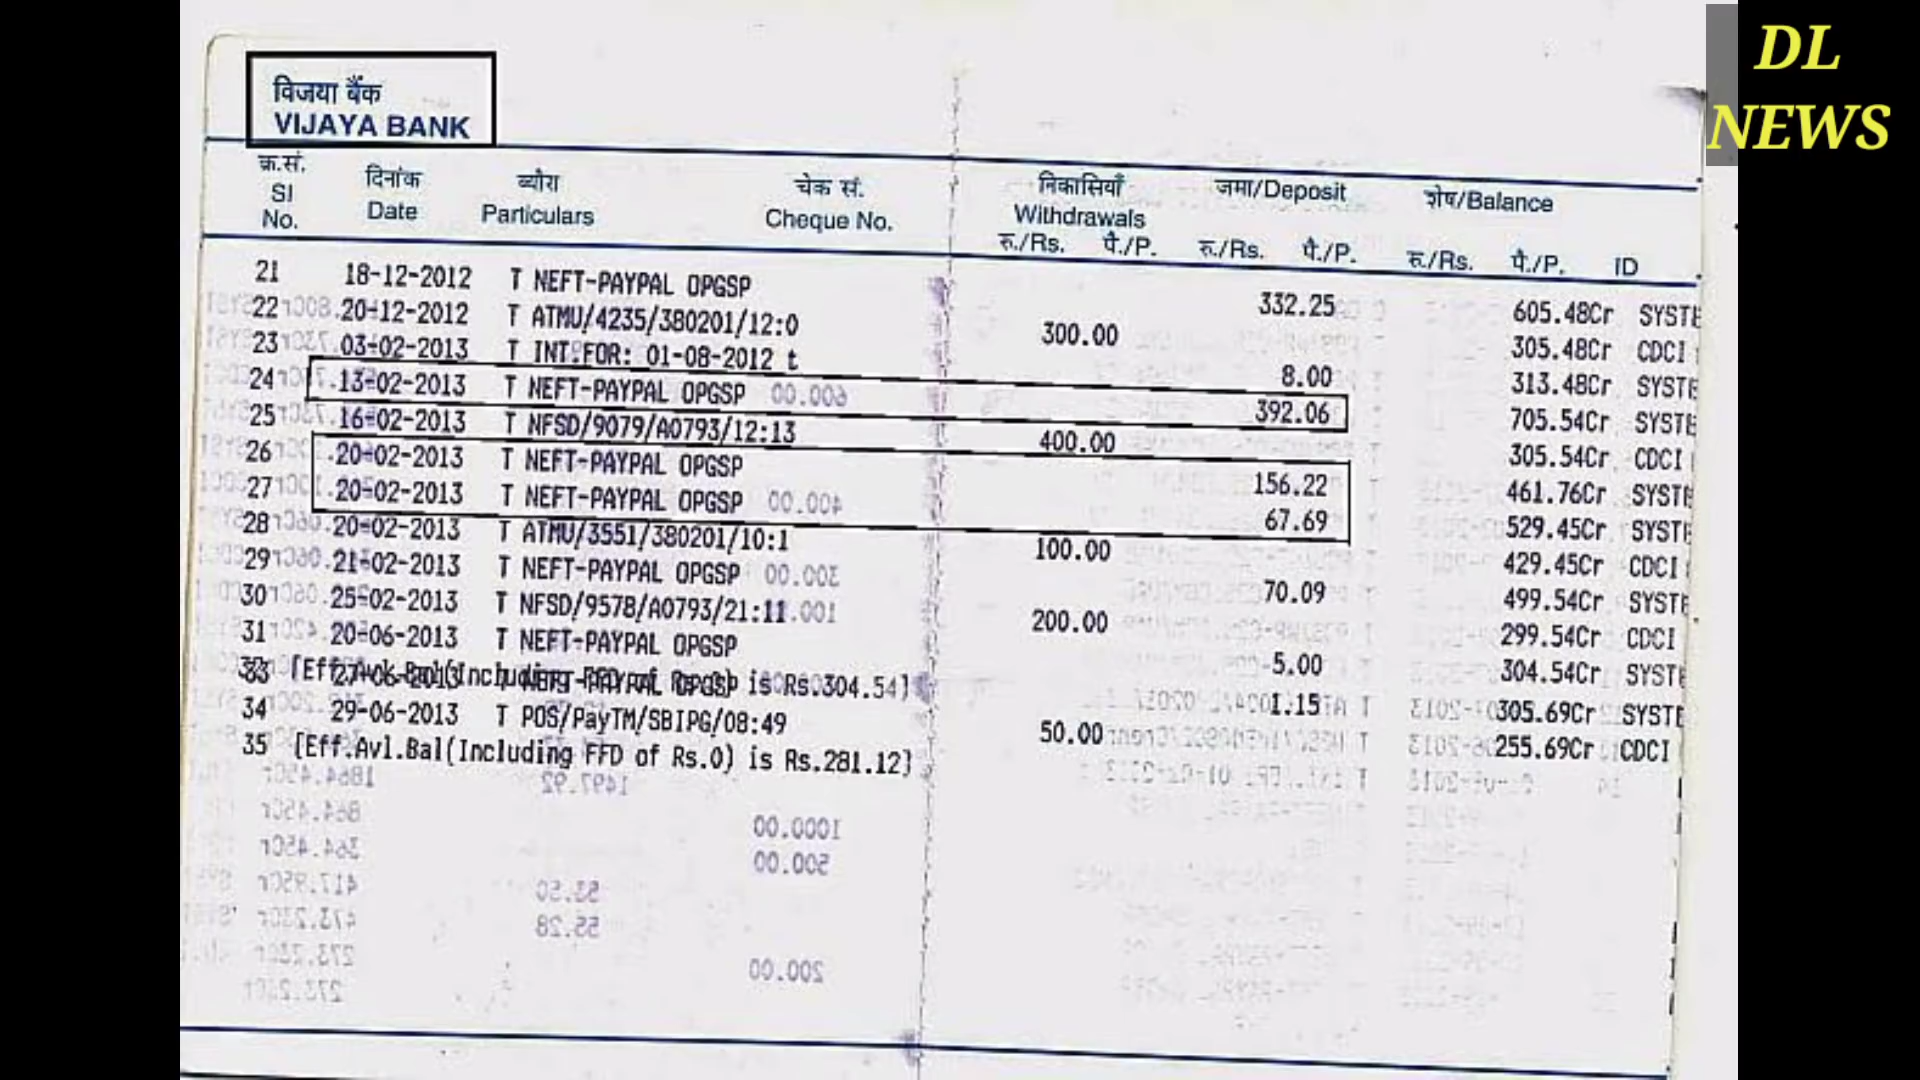 DL
NEWS
विजया बैंक
VIJAYA BANK
क्र.सं. दिनांक ब्यौरा चेक सं. निकासियाँ जमा/Deposit शेष/Balance
SI Date Particulars Cheque No. Withdrawals
No. रु./Rs. पै./P. रु./Rs. पै./P. रु./Rs. पै./P. ID
21 18-12-2012 T NEFT-PAYPAL OPGSP 332.25 605.48Cr SYSTE
22 20-12-2012 T ATMU/4235/380201/12:0 300.00 305.48Cr CDCI
23 03-02-2013 T INT.FOR: 01-08-2012 t 8.00 313.48Cr SYSTE
24 13-02-2013 T NEFT-PAYPAL OPGSP 392.06 705.54Cr SYSTE
25 16-02-2013 T NFSD/9079/A0793/12:13 400.00 305.54Cr CDCI
26 20-02-2013 T NEFT-PAYPAL OPGSP 156.22 461.76Cr SYSTE
27 20-02-2013 T NEFT-PAYPAL OPGSP 67.69 529.45Cr SYSTE
28 20-02-2013 T ATMU/3551/380201/10:1 100.00 429.45Cr CDCI
29 21-02-2013 T NEFT-PAYPAL OPGSP 70.09 499.54Cr SYSTE
30 25-02-2013 T NFSD/9578/A0793/21:11 200.00 299.54Cr CDCI
31 20-06-2013 T NEFT-PAYPAL OPGSP 5.00 304.54Cr SYSTE
33 27-06-2013 T is Rs.304.54] 1.15 305.69Cr SYSTE
34 29-06-2013 T POS/PayTM/SBIPG/08:49 50.00 255.69Cr CDCI
35 [Eff.Avl.Bal(Including FFD of Rs.0) is Rs.281.12]